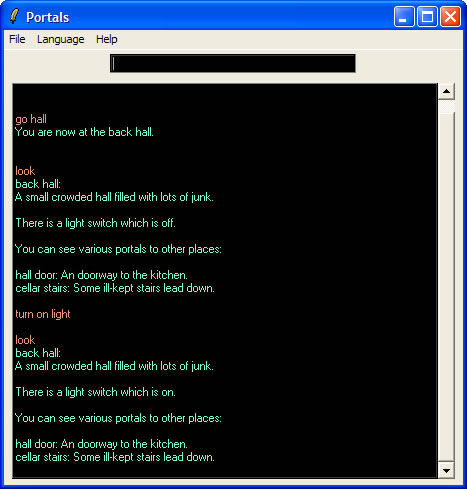 Portals
File Language Help
go hall
You are now at the back hall.
look
back hall:
A small crowded hall filled with lots of junk.
There is a light switch which is off.
You can see various portals to other places:
hall door: An doorway to the kitchen.
cellar stairs: Some ill-kept stairs lead down.
turn on light
look
back hall:
A small crowded hall filled with lots of junk.
There is a light switch which is on.
You can see various portals to other places:
hall door: An doorway to the kitchen.
cellar stairs: Some ill-kept stairs lead down.